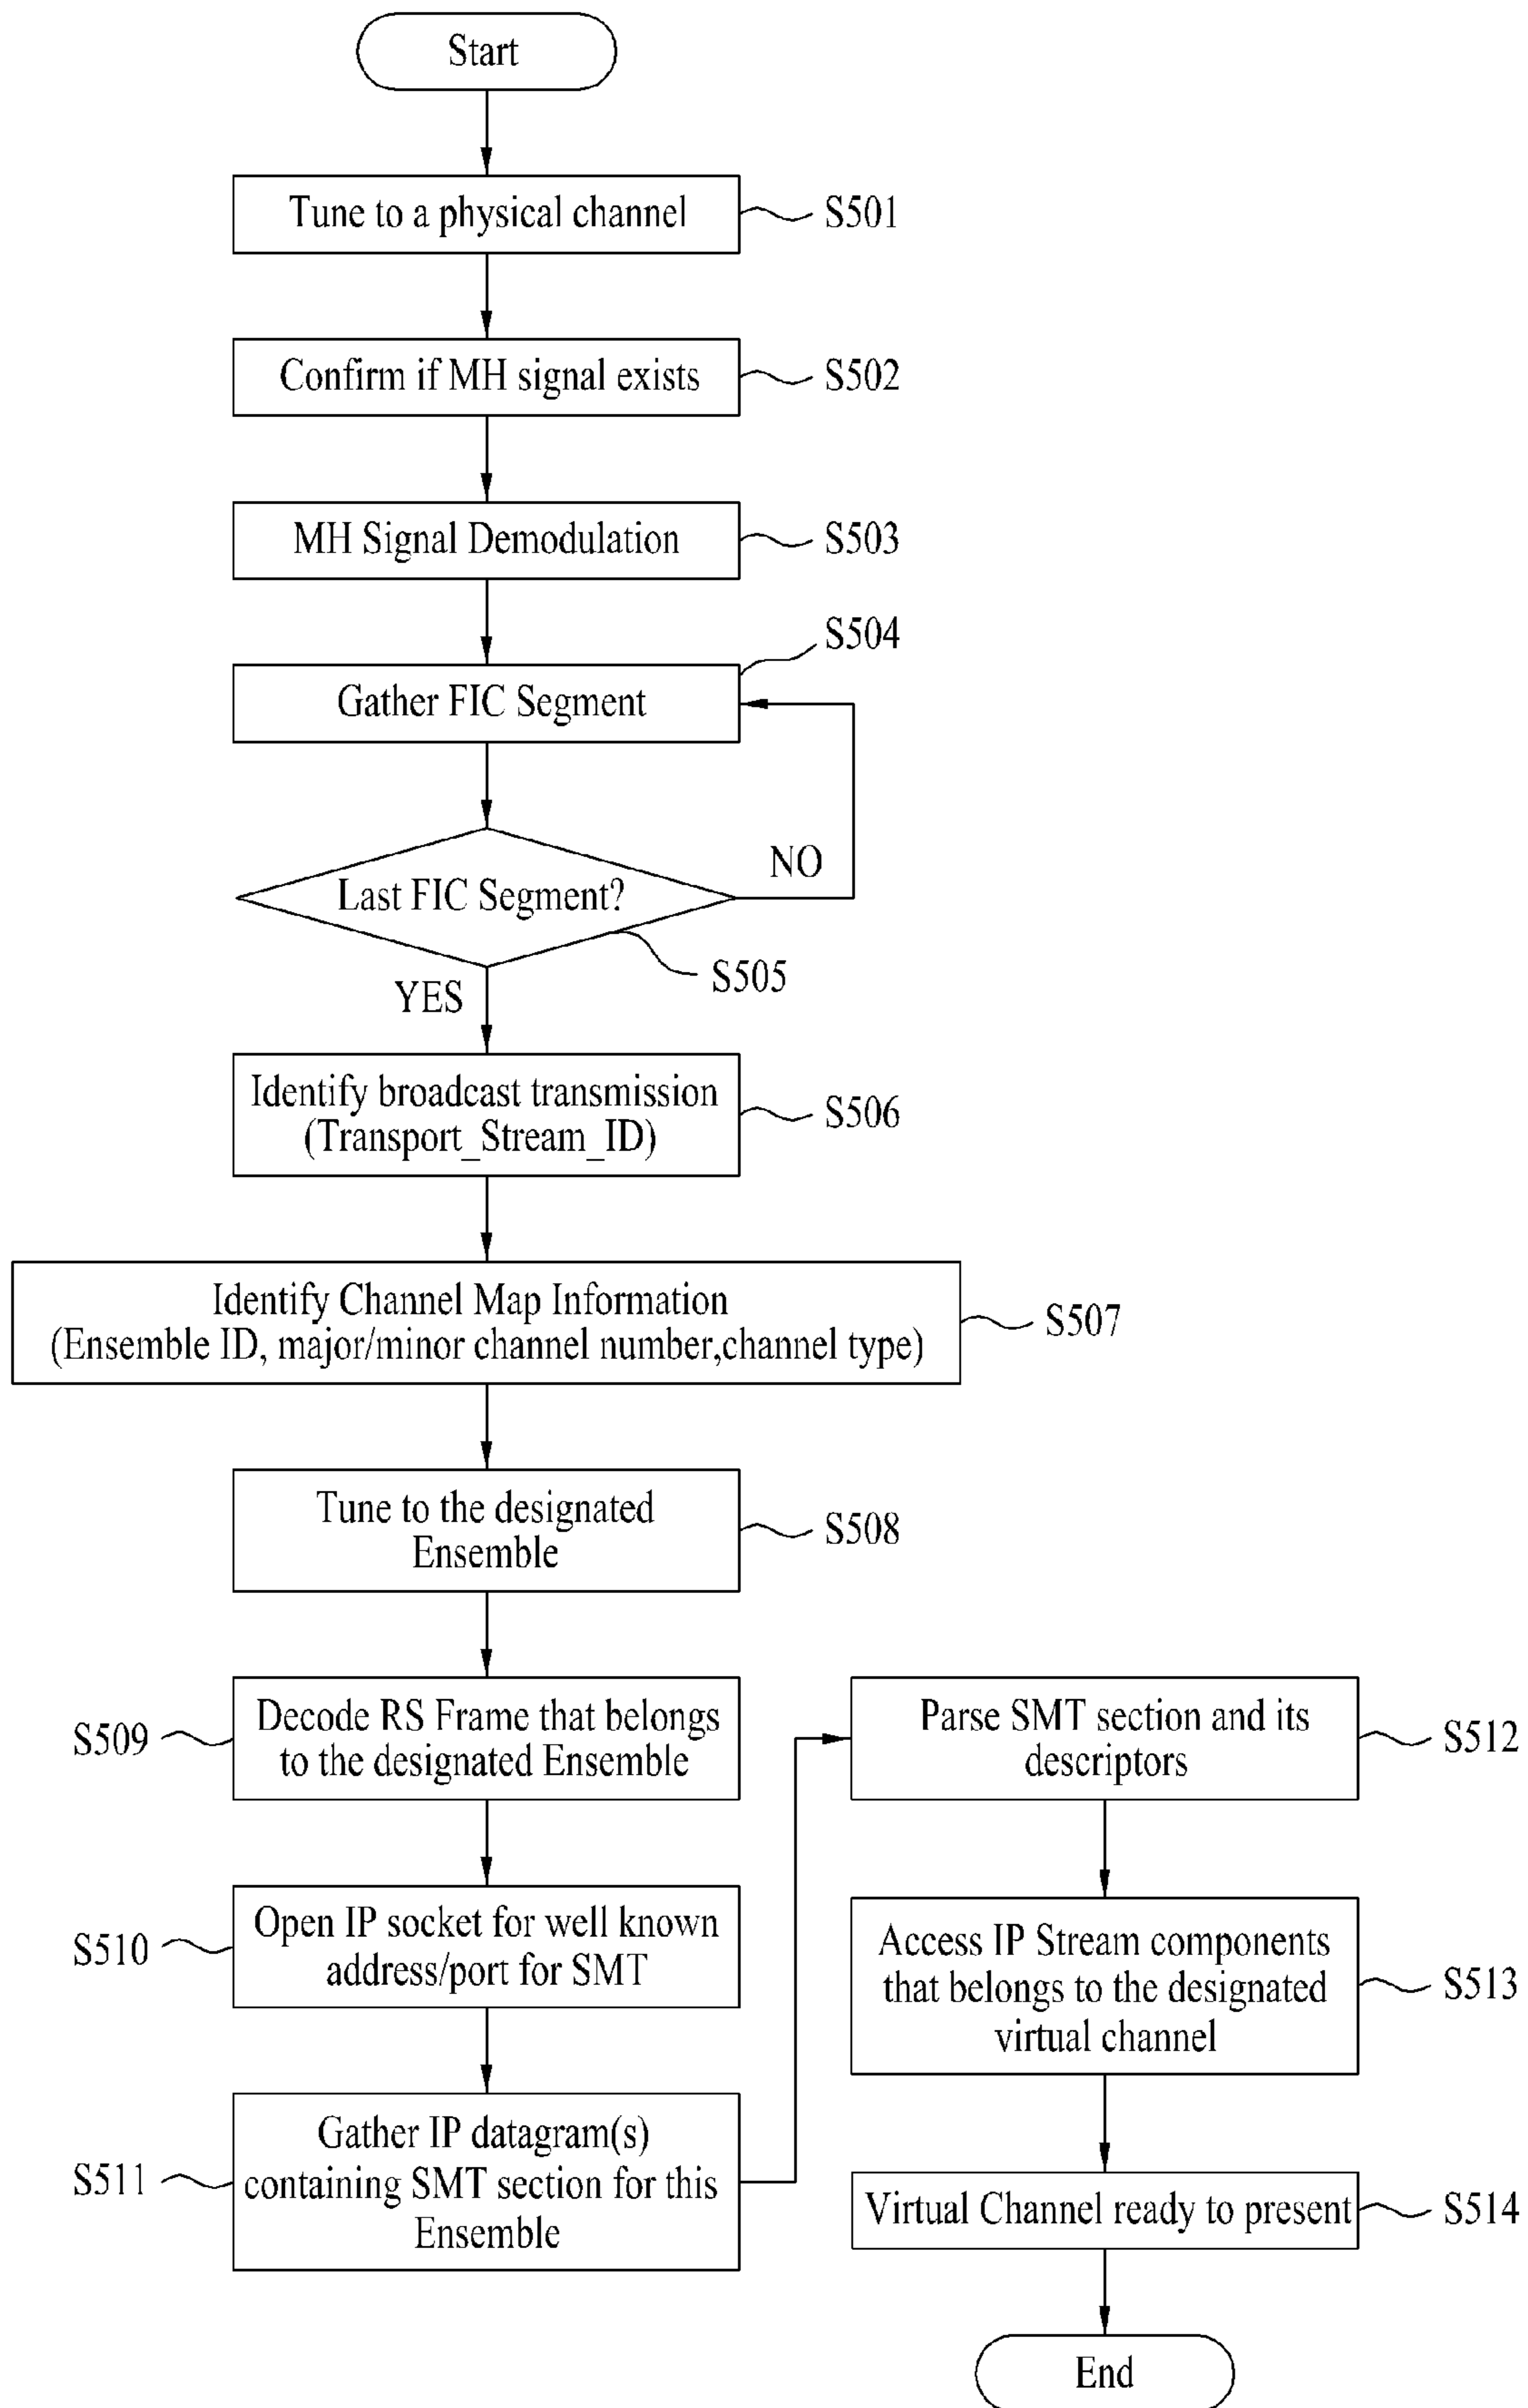 Start
Tune to a physical channel
S501
Confirm if MH signal exists
S502
MH Signal Demodulation
S503
S504
Gather FIC Segment
NO
Last FIC Segment?
S505
YES
Identify broadcast transmission
(Transport_Stream_ID)
S506
Identify Channel Map Information
(Ensemble ID, major/minor channel number,channel type)
S507
Tune to the designated
Ensemble
S508
S509
Decode RS Frame that belongs
to the designated Ensemble
S510
Open IP socket for well known
address/port for SMT
S511
Gather IP datagram(s)
containing SMT section for this
Ensemble
Parse SMT section and its
descriptors
S512
Access IP Stream components
that belongs to the designated
virtual channel
S513
Virtual Channel ready to present
S514
End